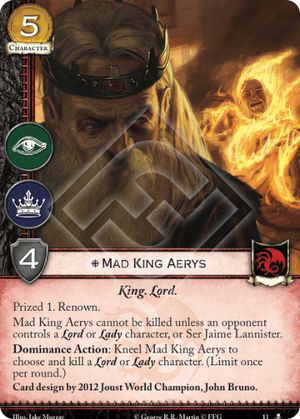 5
CHARACTER
4
MAD KING AERYS
King. Lord.
Prized 1. Renown.
Mad King Aerys cannot be killed unless an opponent
controls a Lord or Lady character, or Ser Jaime Lannister.
Dominance Action: Kneel Mad King Aerys to
choose and kill a Lord or Lady character. (Limit once
per round.)
Card design by 2012 Joust World Champion, John Bruno.
Illus. Jake Murray
© George R.R. Martin © FFG
13